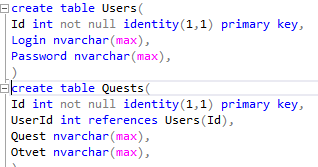 create table Users(
Id int not null identity(1,1) primary key,
Login nvarchar(max),
Password nvarchar(max),
)
create table Quests(
Id int not null identity(1,1) primary key,
UserId int references Users(Id),
Quest nvarchar(max),
Otvet nvarchar(max),
)